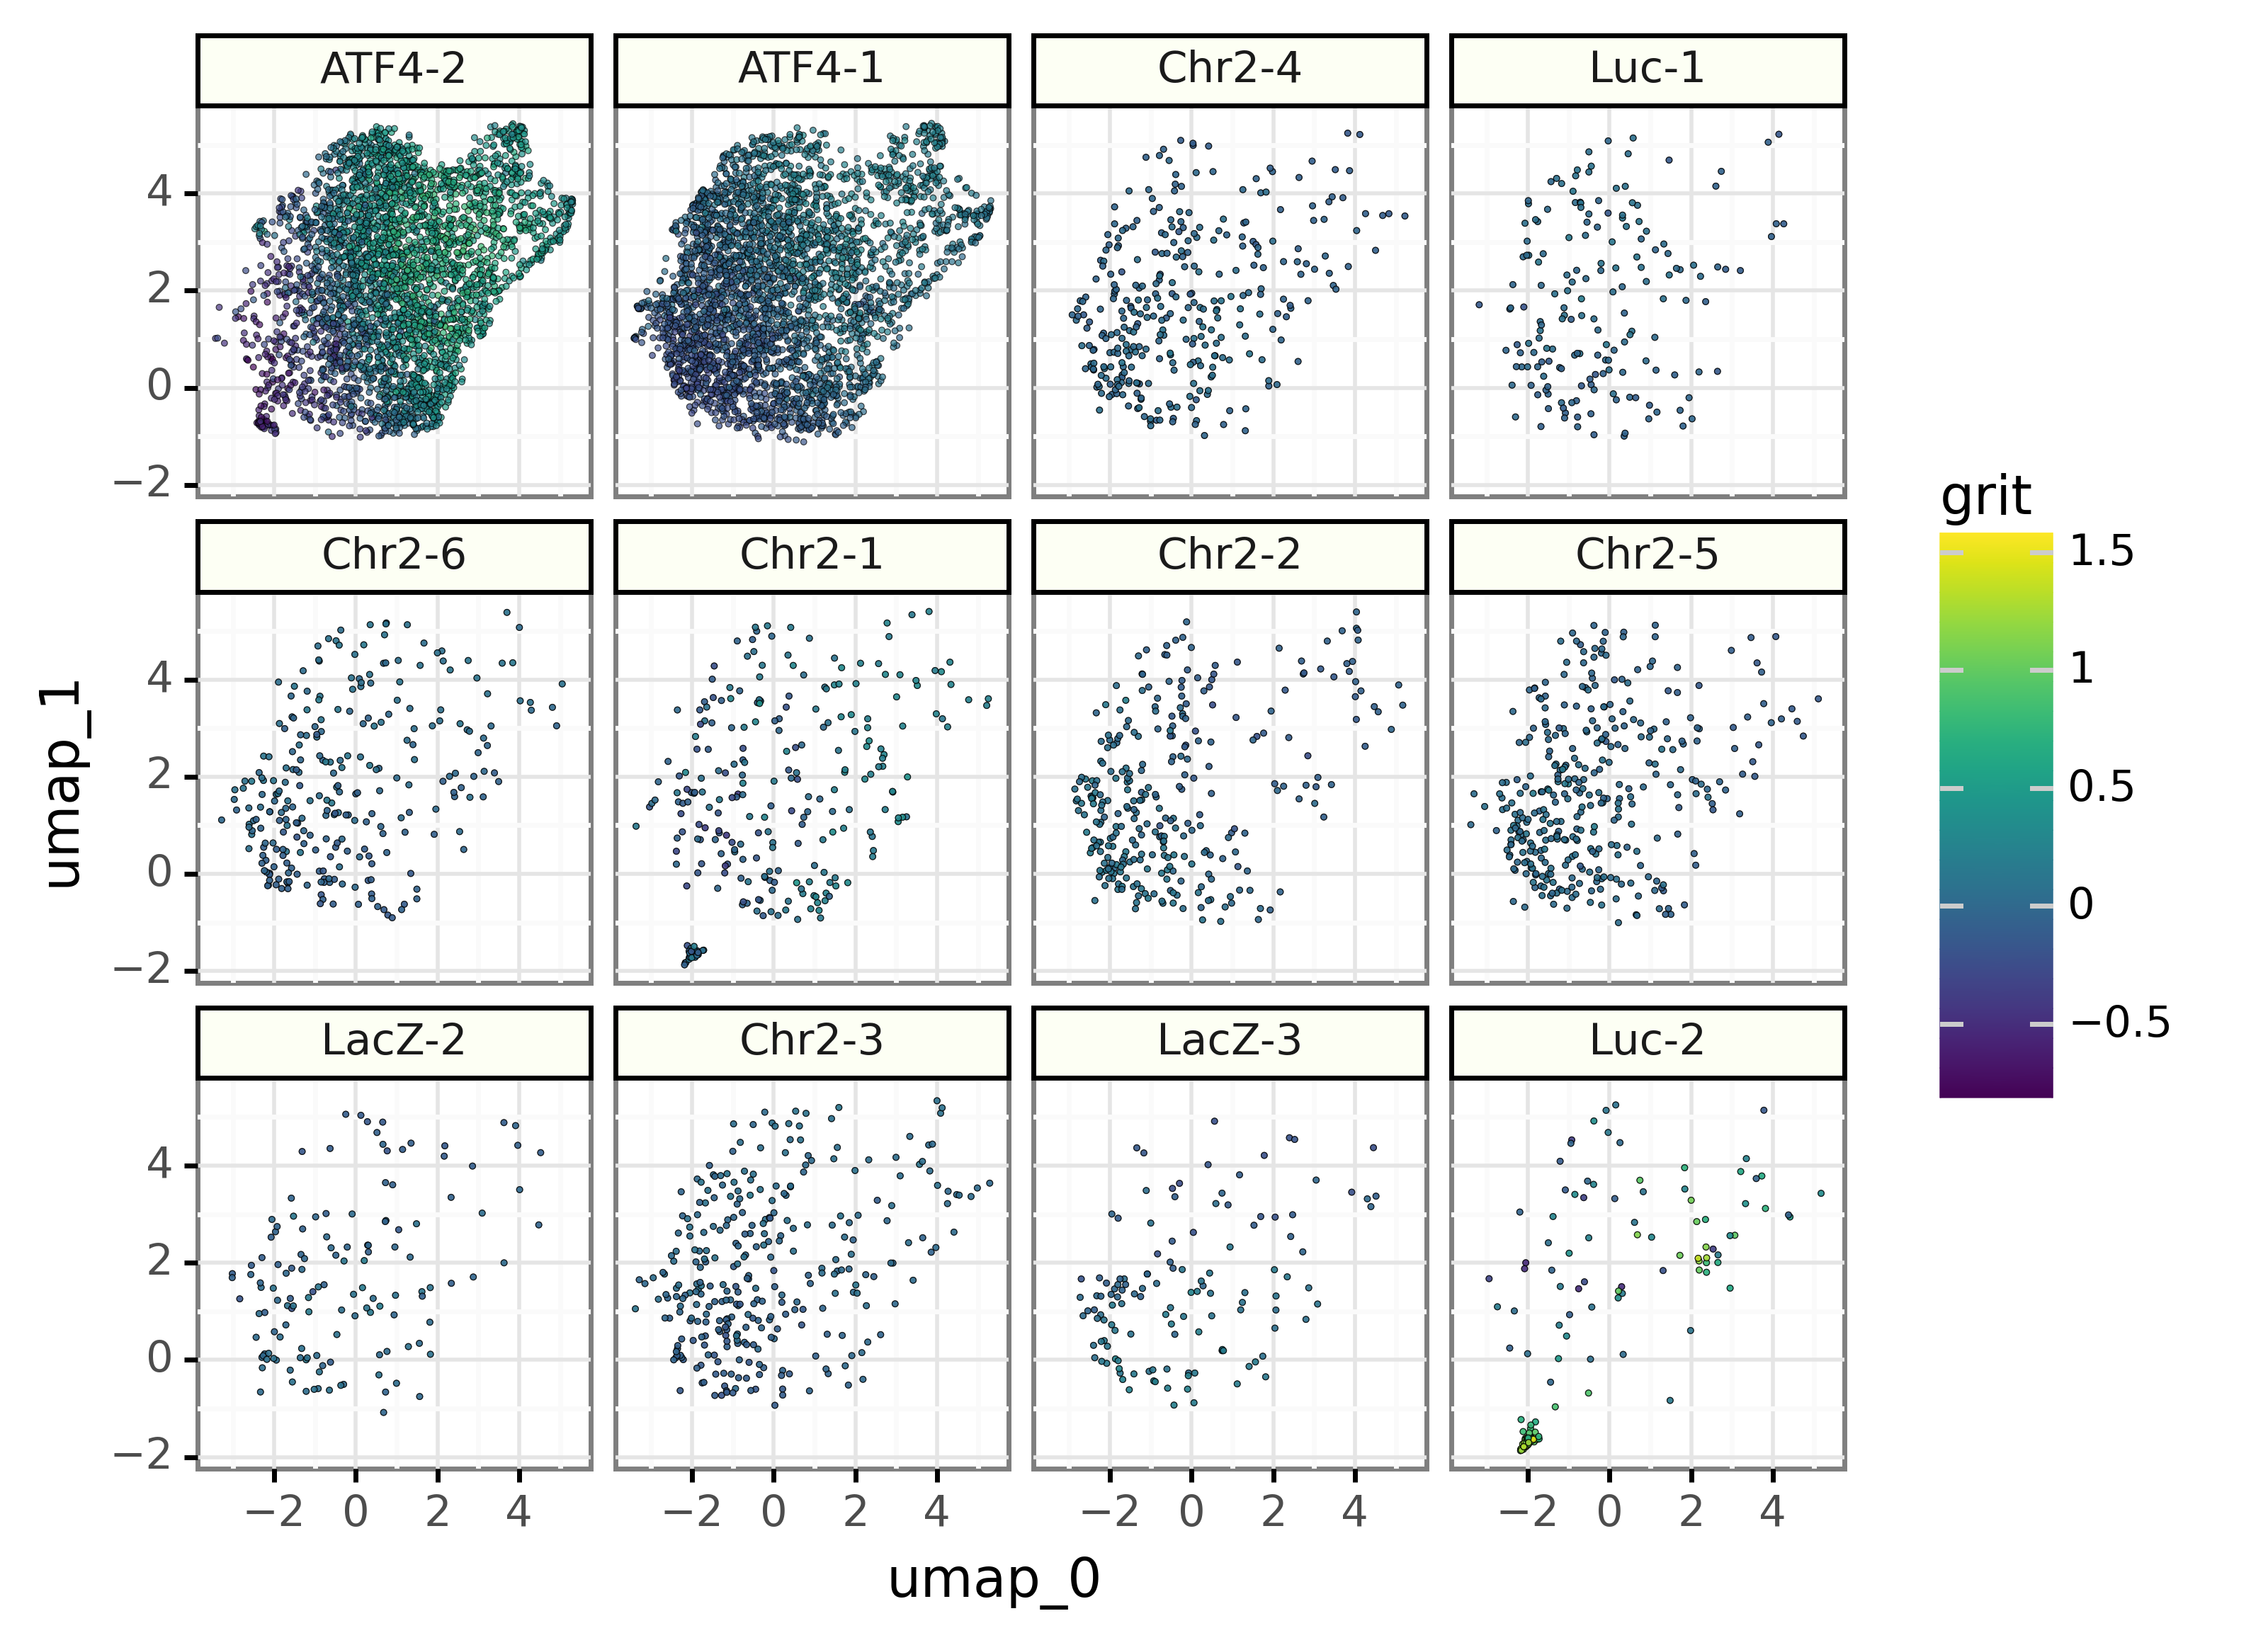 ATF4-2 ATF4-1 Chr2-4 Luc-1
4
2
0
−2
Chr2-6 Chr2-1 Chr2-2 Chr2-5
4
2
0
−2
LacZ-2 Chr2-3 LacZ-3 Luc-2
4
2
0
−2
−2 0 2 4 −2 0 2 4 −2 0 2 4 −2 0 2 4
umap_0
umap_1
grit
1.5
1
0.5
0
−0.5